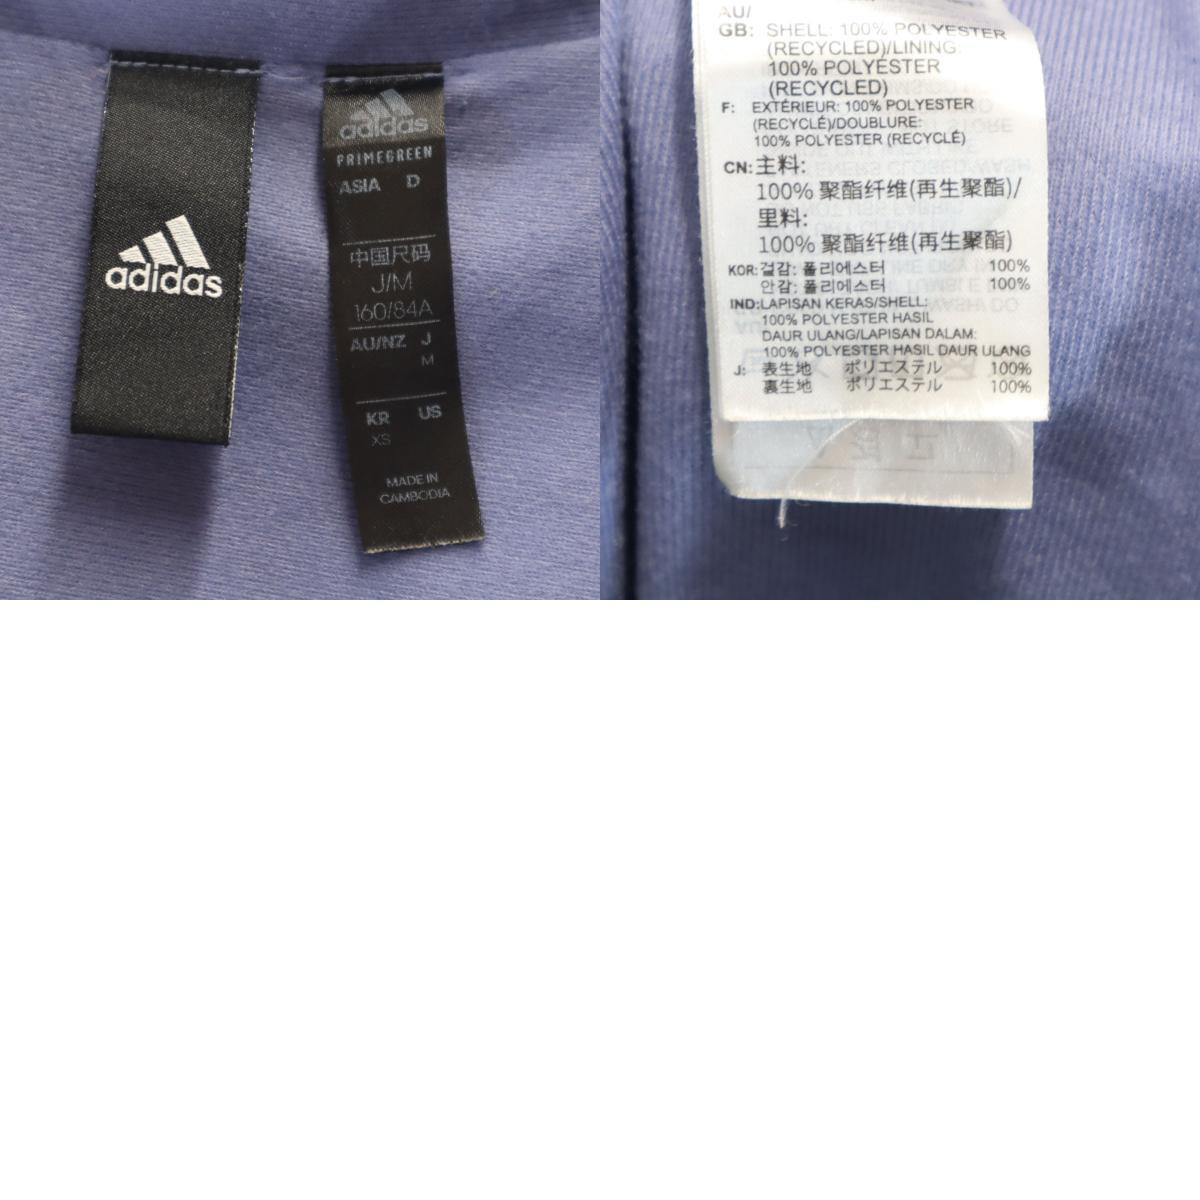 adidas
adidas
PRIMEGREEN
ASIA D
中国尺码
J/M
160/84A
AU/NZ J
M
KR US
XS
MADE IN
CAMBODIA
AU/
GB: SHELL: 100% POLYESTER
(RECYCLED)/LINING:
100% POLYESTER
(RECYCLED)
F: EXTÉRIEUR: 100% POLYESTER
(RECYCLÉ)/DOUBLURE:
100% POLYESTER (RECYCLÉ)
CN: 主料:
100% 聚酯纤维(再生聚酯)/
里料:
100% 聚酯纤维(再生聚酯)
KOR: 겉감: 폴리에스터 100%
안감: 폴리에스터 100%
IND: LAPISAN KERAS/SHELL:
100% POLYESTER HASIL
DAUR ULANG/LAPISAN DALAM:
100% POLYESTER HASIL DAUR ULANG
J: 表生地 ポリエステル 100%
裏生地 ポリエステル 100%